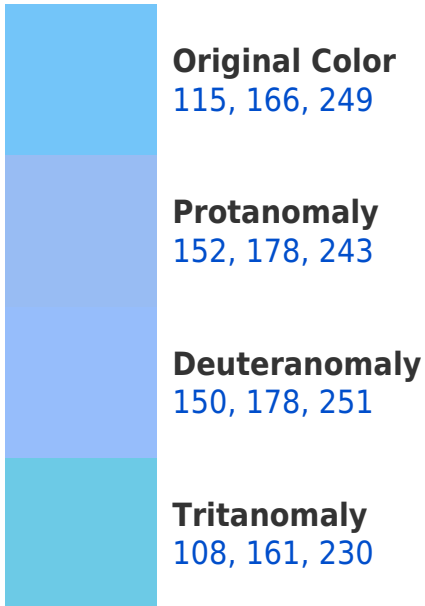 Original Color
115, 166, 249
Protanomaly
152, 178, 243
Deuteranomaly
150, 178, 251
Tritanomaly
108, 161, 230